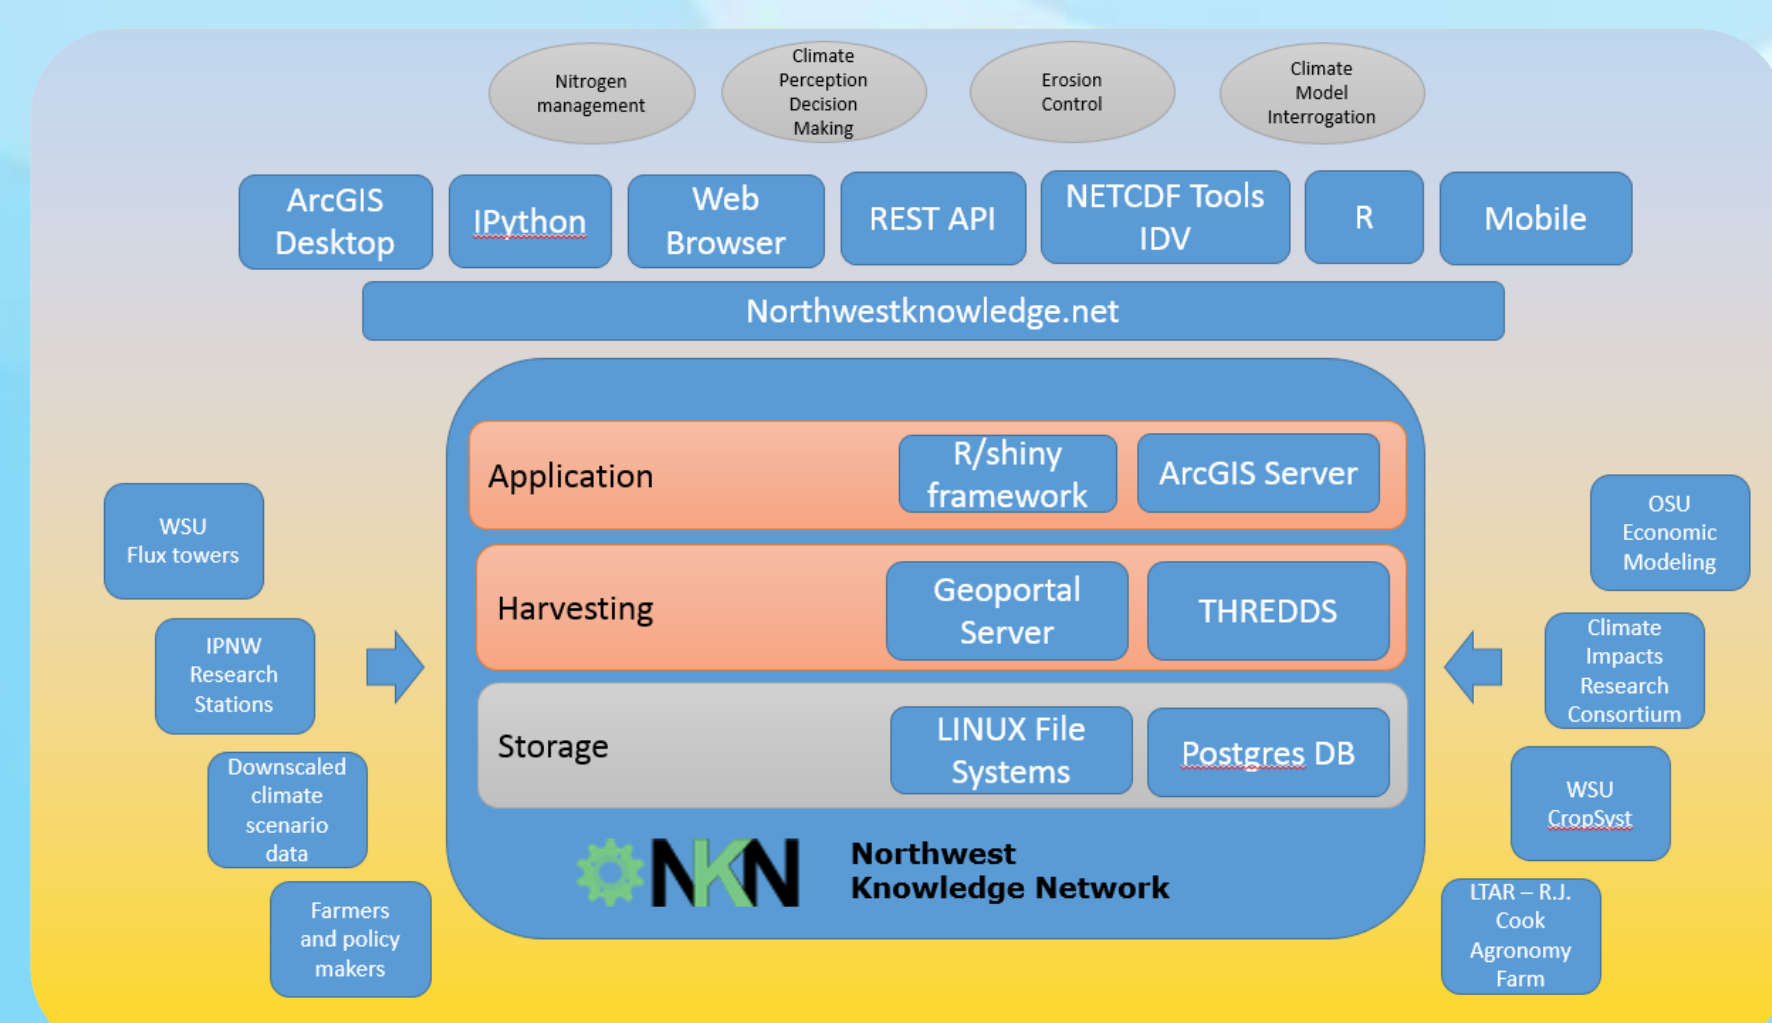 Nitrogen
management
Climate
Perception
Decision
Making
Erosion
Control
Climate
Model
Interrogation
ArcGIS
Desktop
IPython
Web
Browser
REST API
NETCDF Tools
IDV
R
Mobile
Northwestknowledge.net
Application
R/shiny
framework
ArcGIS Server
Harvesting
Geoportal
Server
THREDDS
Storage
LINUX File
Systems
Postgres DB
NKN
Northwest
Knowledge Network
WSU
Flux towers
IPNW
Research
Stations
Downscaled
climate
scenario
data
Farmers
and policy
makers
OSU
Economic
Modeling
Climate
Impacts
Research
Consortium
WSU
CropSyst
LTAR – R.J.
Cook
Agronomy
Farm